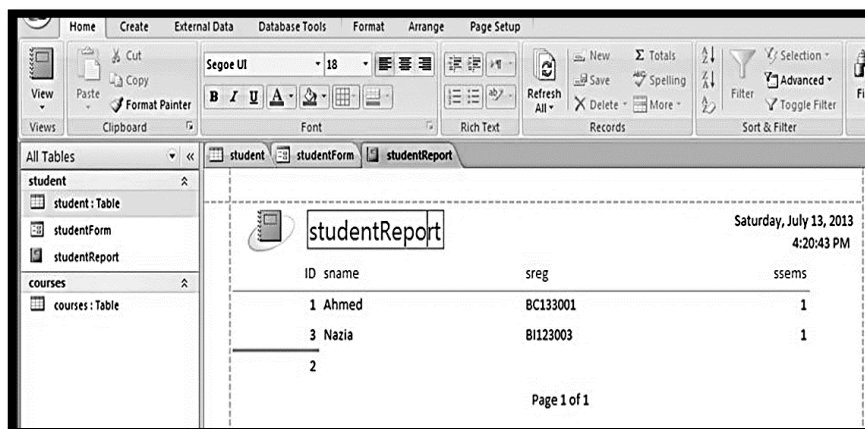 Home Create External Data Database Tools Format Arrange Page Setup
View
Views
Paste
Cut
Copy
Format Painter
Clipboard
Segoe UI 18
B I U A
Font
Rich Text
Refresh All
New
Save
Delete
Totals
Spelling
More
Records
Filter
Selection
Advanced
Toggle Filter
Sort & Filter
Fi
All Tables
student
student : Table
studentForm
studentReport
courses
courses : Table
student studentForm studentReport
studentReport
Saturday, July 13, 2013
4:20:43 PM
ID sname sreg ssems
1 Ahmed BC133001 1
3 Nazia BI123003 1
2
Page 1 of 1